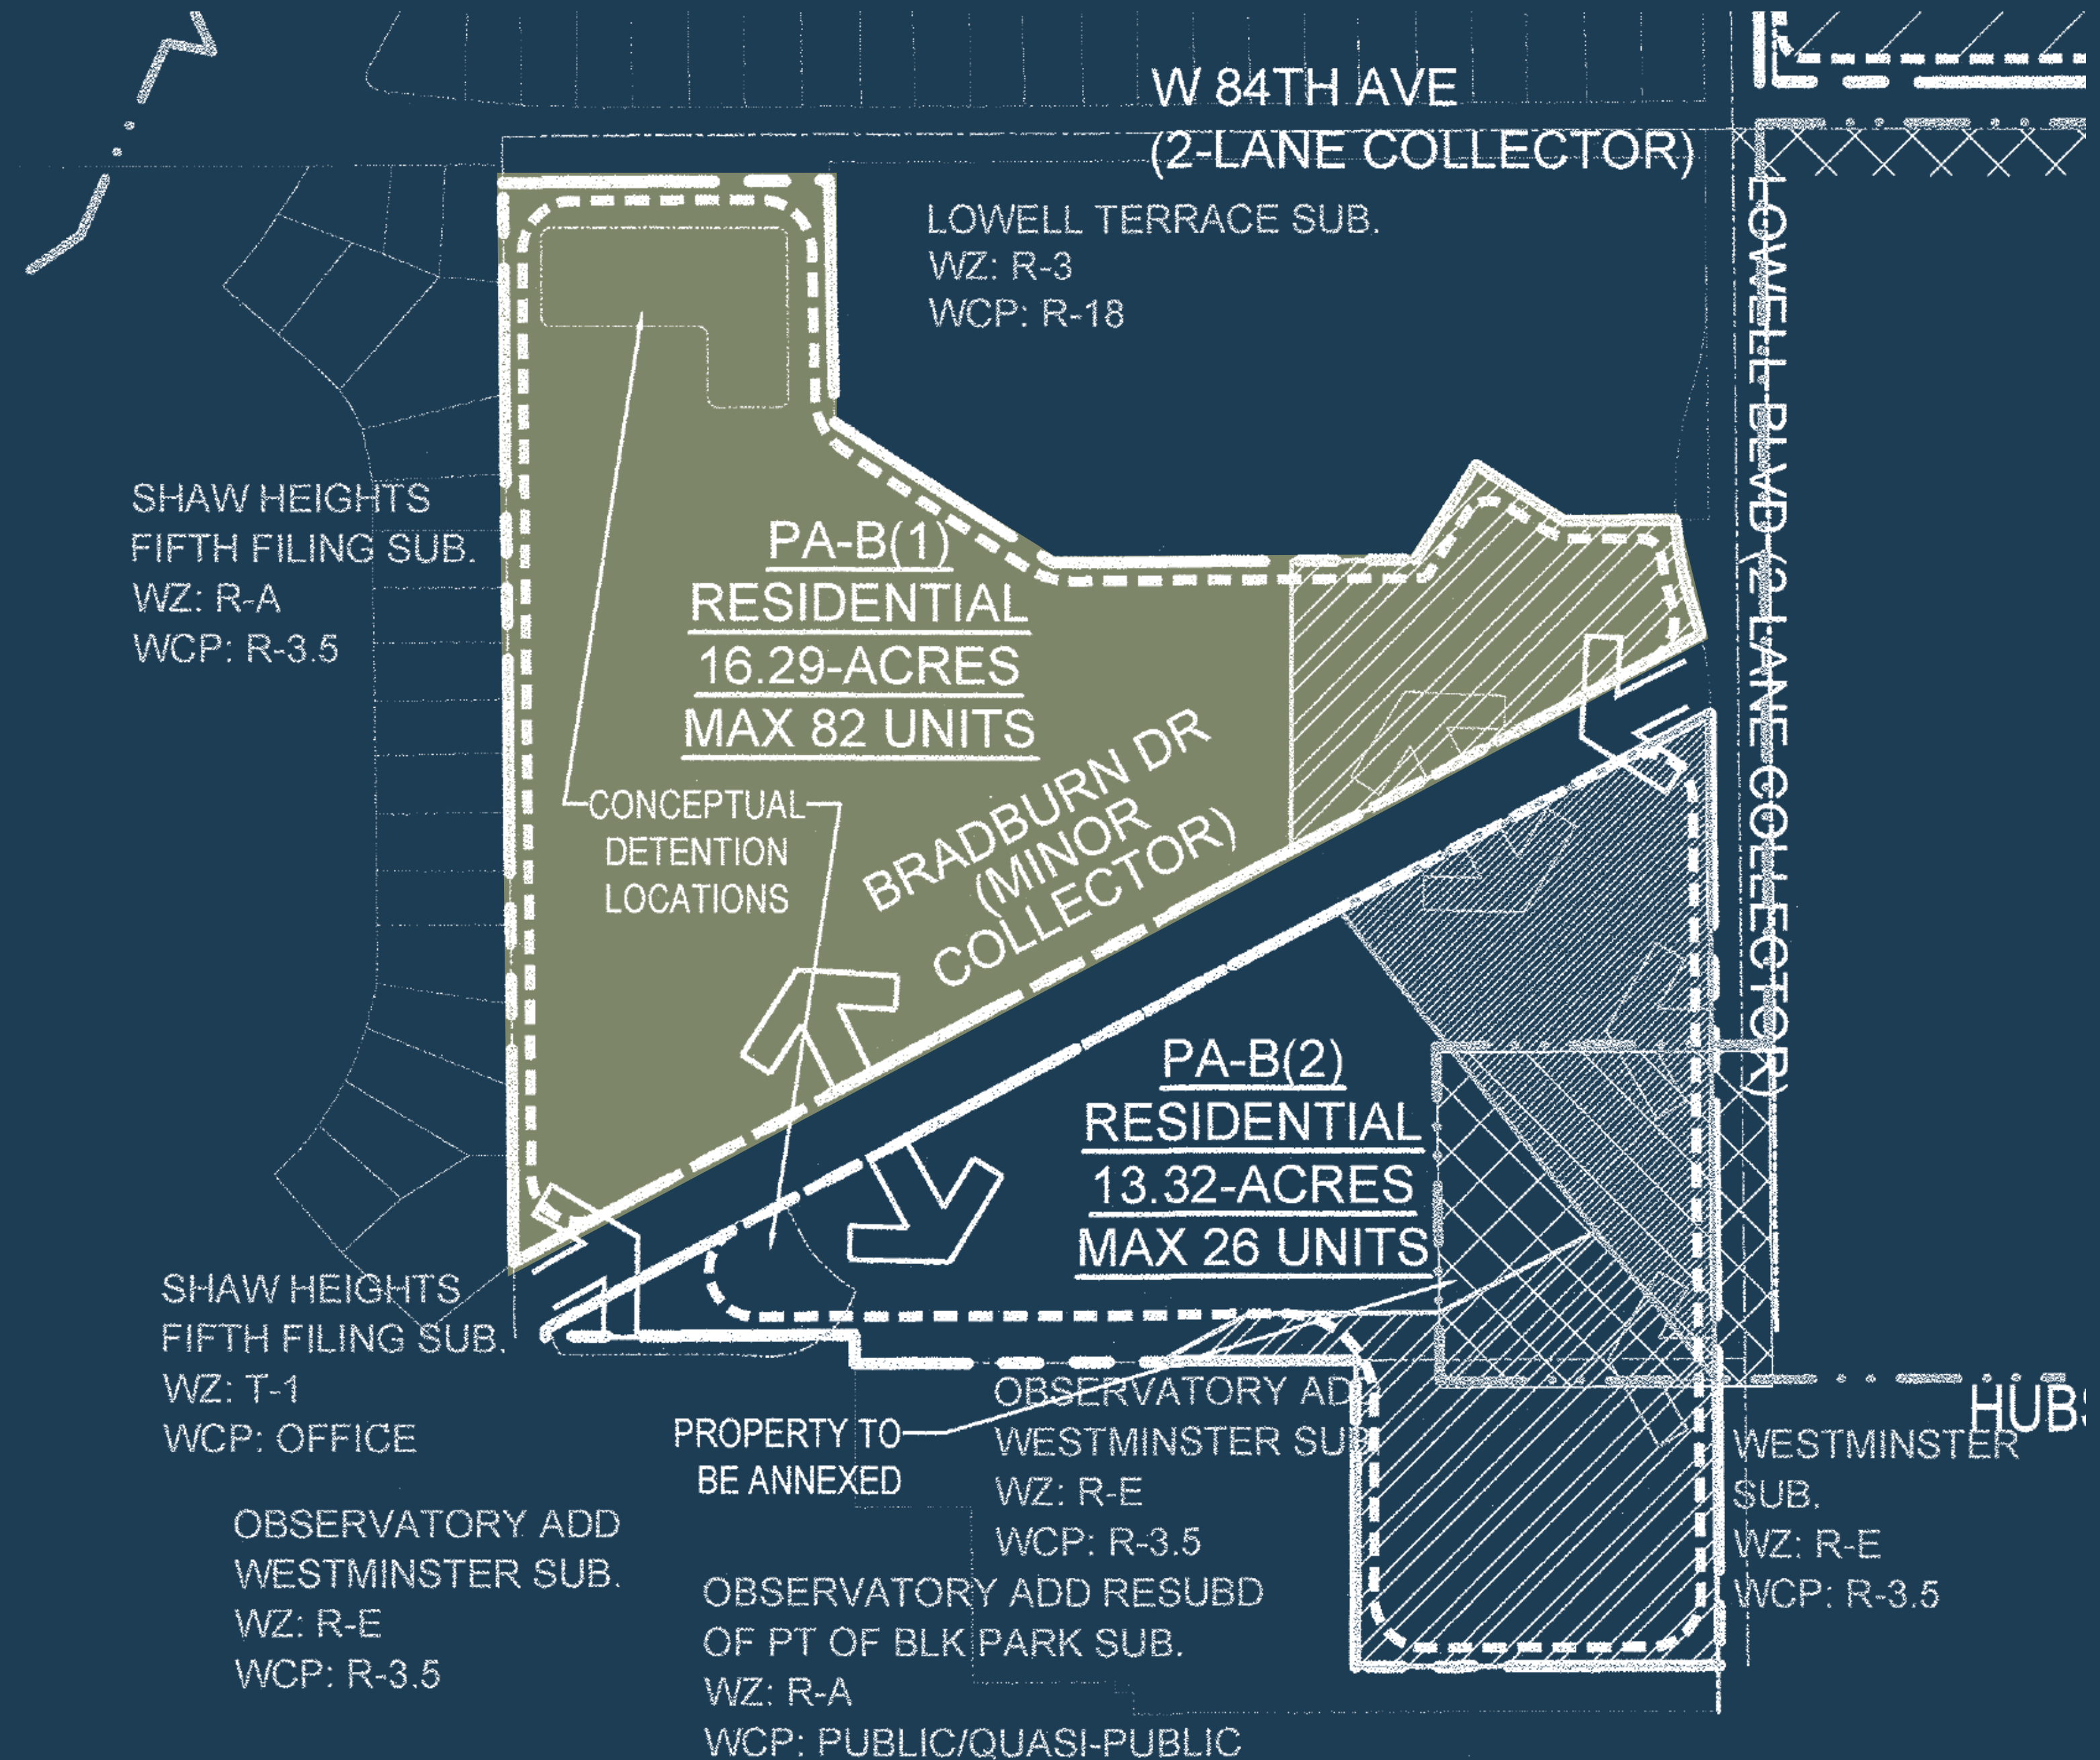 W 84TH AVE
(2-LANE COLLECTOR)
LOWELL TERRACE SUB.
WZ: R-3
WCP: R-18
LOWELL BLVD (2-LANE COLLECTOR)
SHAW HEIGHTS
FIFTH FILING SUB.
WZ: R-A
WCP: R-3.5
PA-B(1)
RESIDENTIAL
16.29-ACRES
MAX 82 UNITS
CONCEPTUAL
DETENTION
LOCATIONS
BRADBURN DR
(MINOR
COLLECTOR)
PA-B(2)
RESIDENTIAL
13.32-ACRES
MAX 26 UNITS
SHAW HEIGHTS
FIFTH FILING SUB.
WZ: T-1
WCP: OFFICE
PROPERTY TO
BE ANNEXED
OBSERVATORY AD
WESTMINSTER SUB
WZ: R-E
WCP: R-3.5
HUBS
WESTMINSTER
SUB.
WZ: R-E
WCP: R-3.5
OBSERVATORY ADD
WESTMINSTER SUB.
WZ: R-E
WCP: R-3.5
OBSERVATORY ADD RESUBD
OF PT OF BLK PARK SUB.
WZ: R-A
WCP: PUBLIC/QUASI-PUBLIC